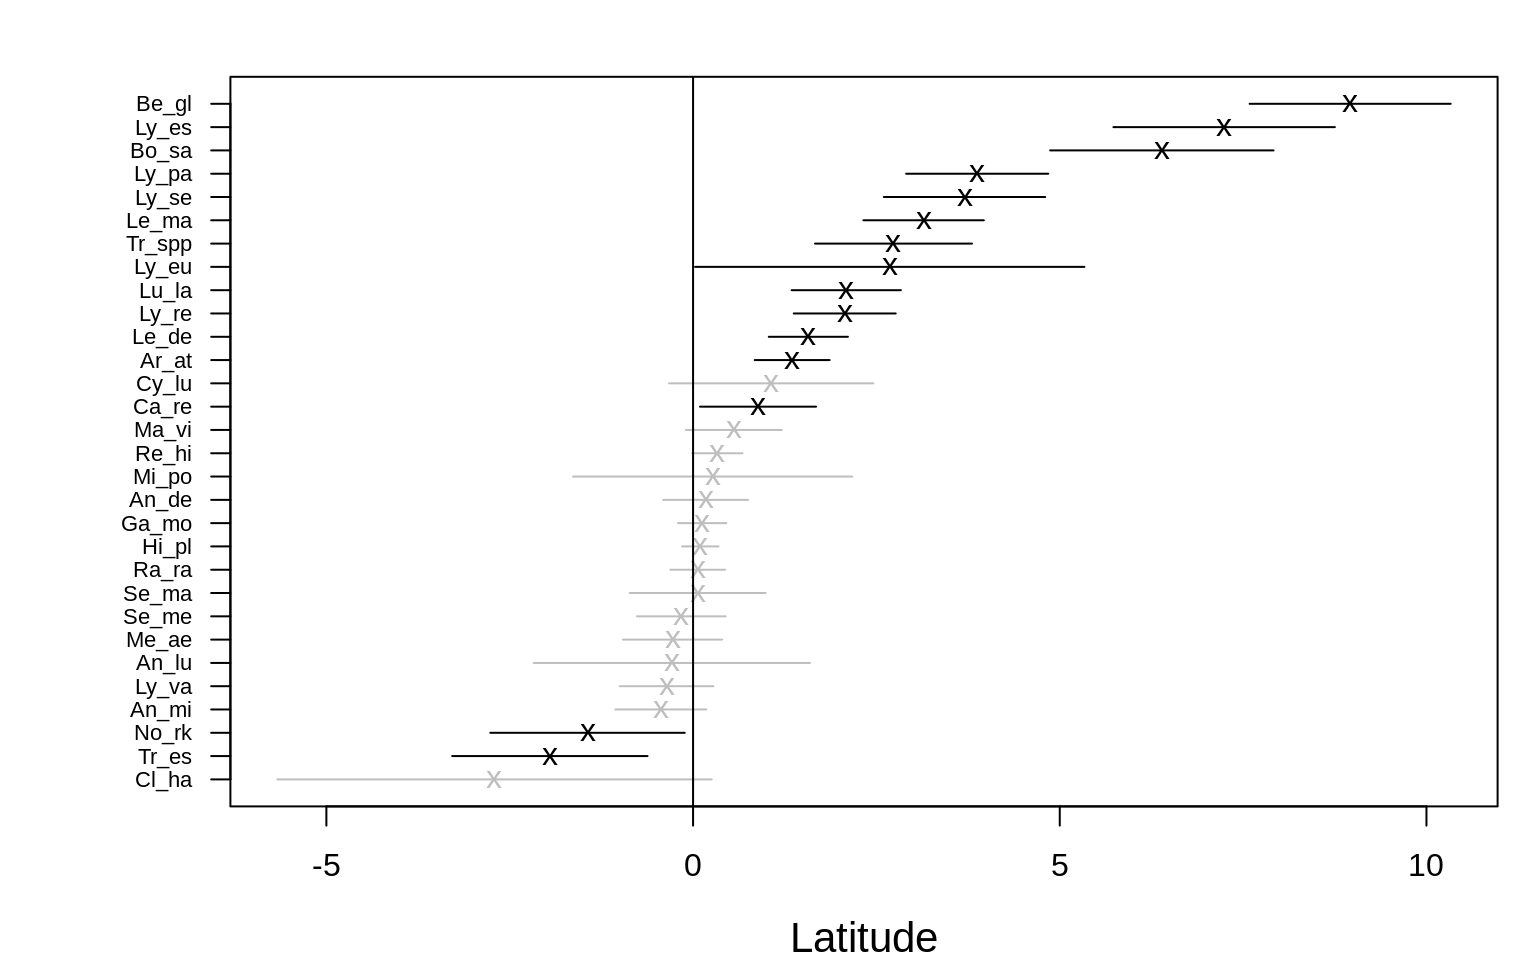 Be_gl
Ly_es
Bo_sa
Ly_pa
Ly_se
Le_ma
Tr_spp
Ly_eu
Lu_la
Ly_re
Le_de
Ar_at
Cy_lu
Ca_re
Ma_vi
Re_hi
Mi_po
An_de
Ga_mo
Hi_pl
Ra_ra
Se_ma
Se_me
Me_ae
An_lu
Ly_va
An_mi
No_rk
Tr_es
Cl_ha
-5 0 5 10
Latitude